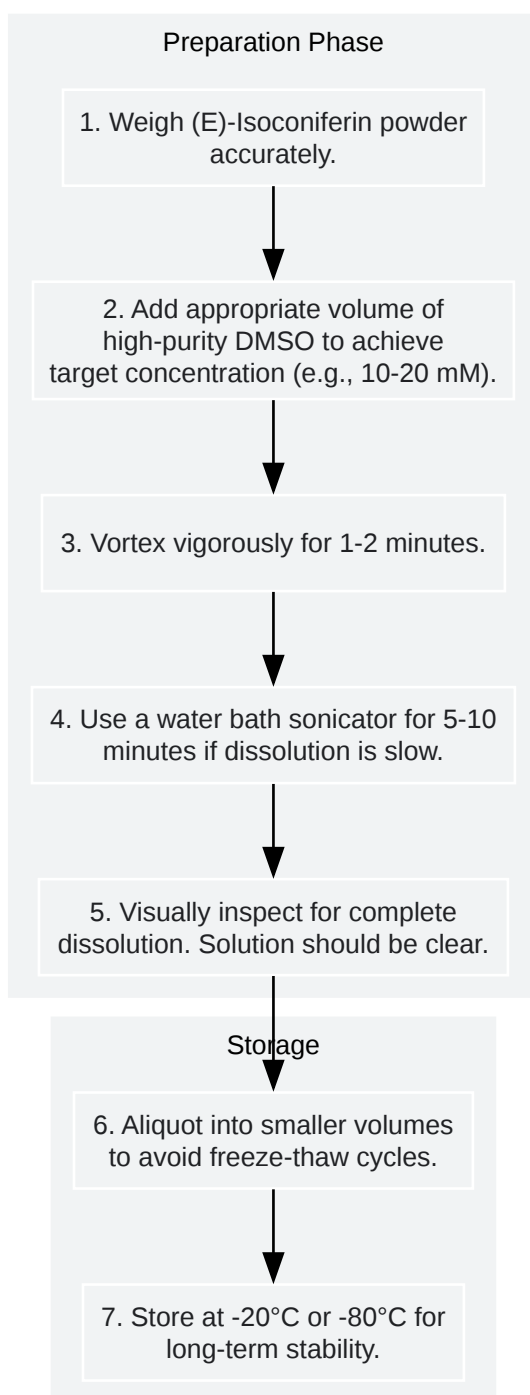 Preparation Phase
1. Weigh (E)-Isoconiferin powder
accurately.
2. Add appropriate volume of
high-purity DMSO to achieve
target concentration (e.g., 10-20 mM).
3. Vortex vigorously for 1-2 minutes.
4. Use a water bath sonicator for 5-10
minutes if dissolution is slow.
5. Visually inspect for complete
dissolution. Solution should be clear.
Storage
6. Aliquot into smaller volumes
to avoid freeze-thaw cycles.
7. Store at -20°C or -80°C for
long-term stability.